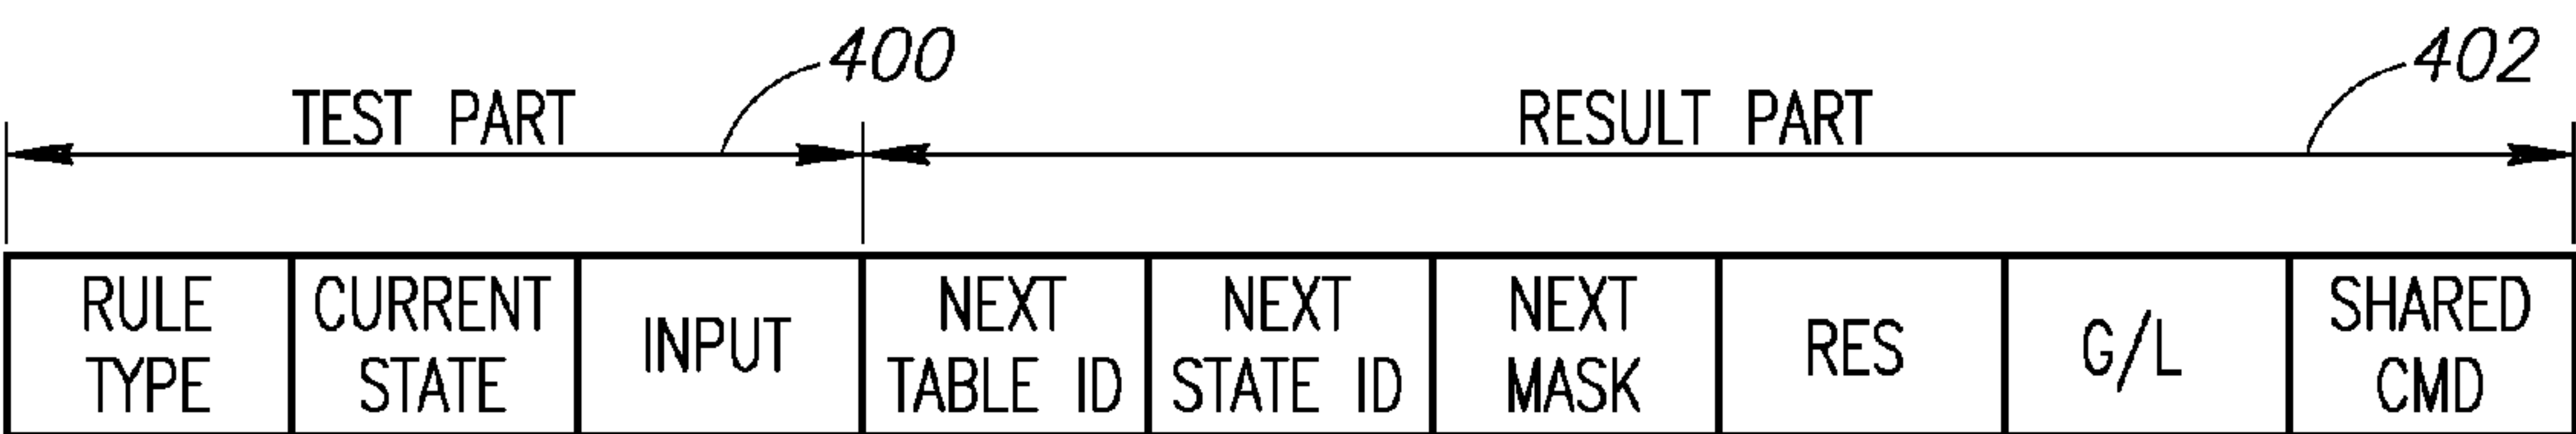 400
402
TEST PART
RESULT PART
RULE
TYPE
CURRENT
STATE
INPUT
NEXT
TABLE ID
NEXT
STATE ID
NEXT
MASK
RES
G/L
SHARED
CMD